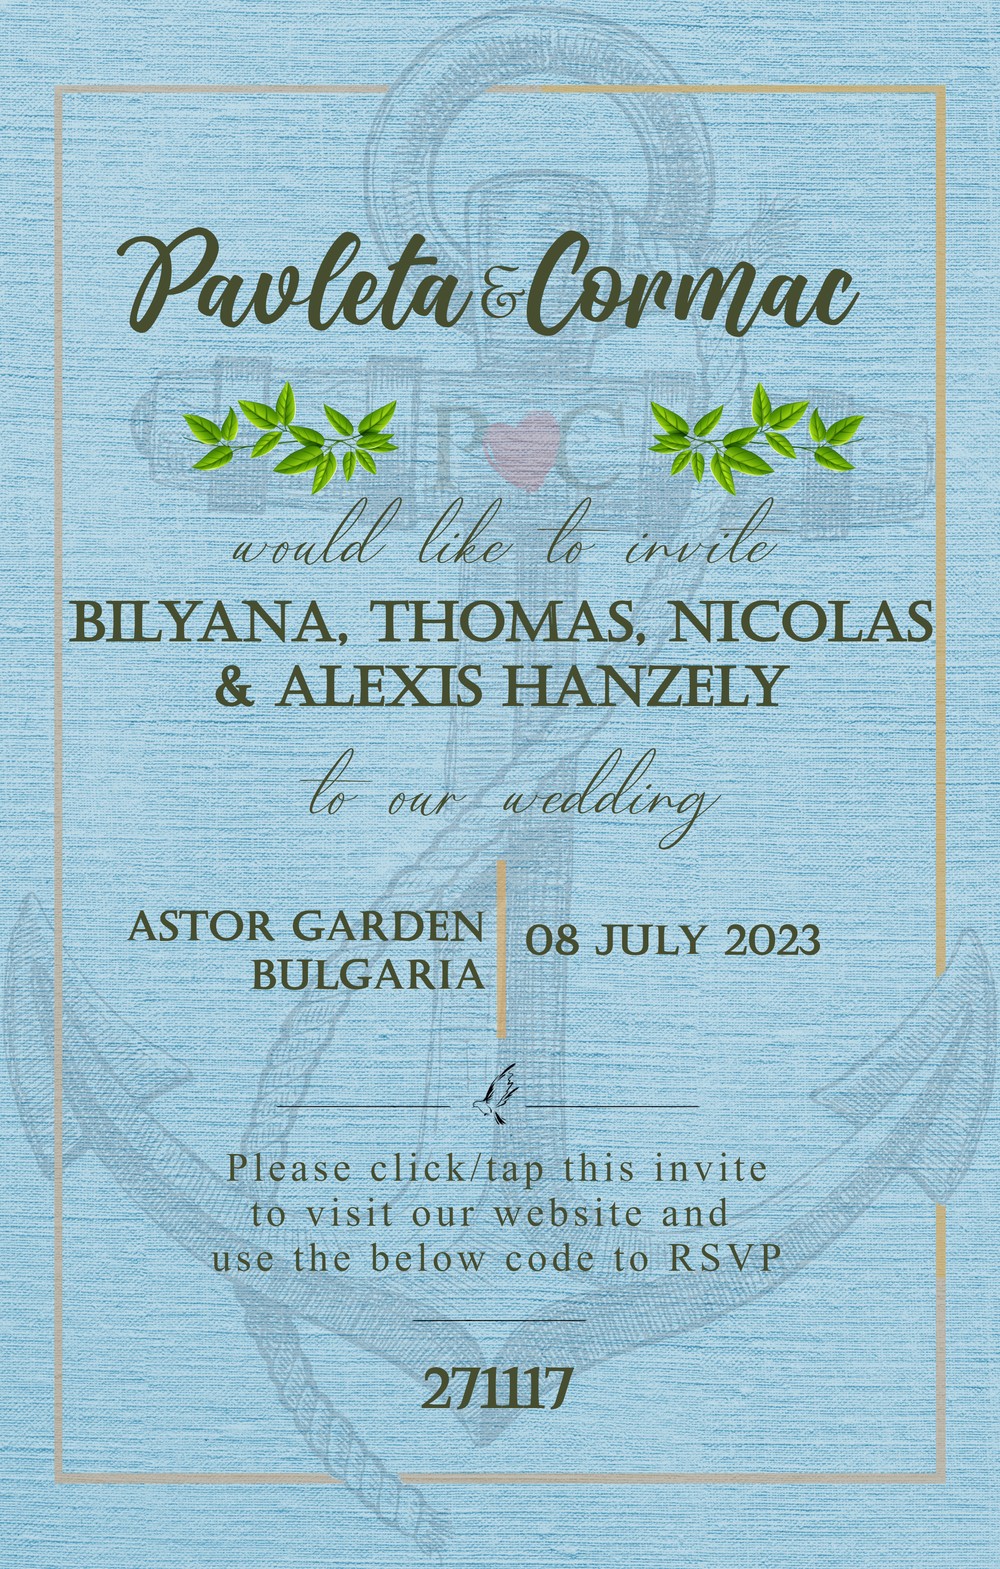 Pavleta & Cormac
P C
would like to invite
BILYANA, THOMAS, NICOLAS
& ALEXIS HANZELY
to our wedding
ASTOR GARDEN
BULGARIA
08 JULY 2023
Please click/tap this invite
to visit our website and
use the below code to RSVP
271117